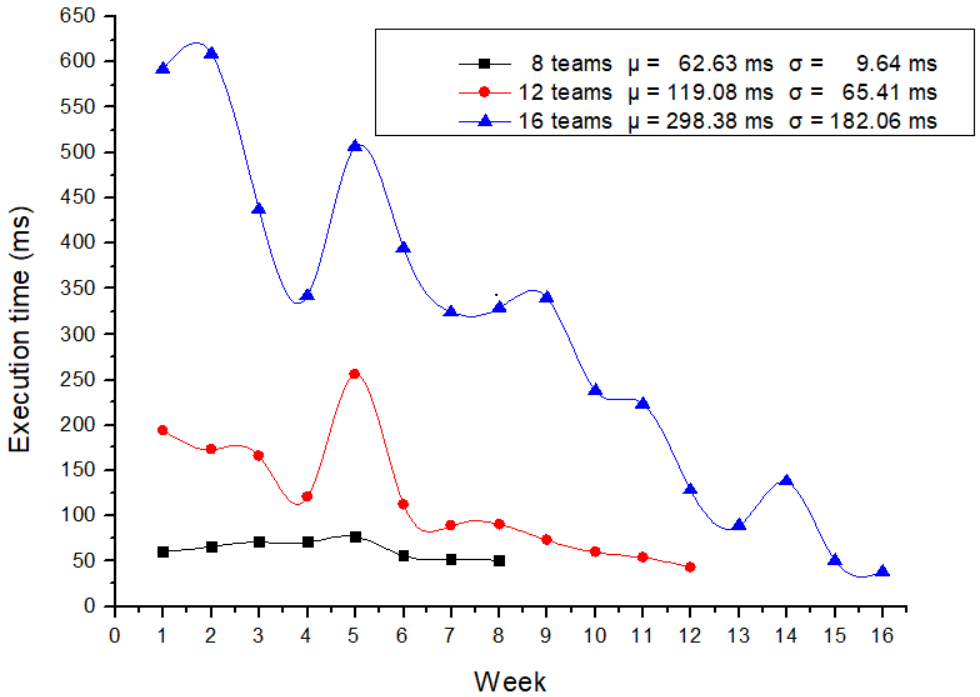 650
600
550
500
450
400
350
300
250
200
150
100
50
0
Execution time (ms)
8 teams μ = 62.63 ms σ = 9.64 ms
12 teams μ = 119.08 ms σ = 65.41 ms
16 teams μ = 298.38 ms σ = 182.06 ms
0 1 2 3 4 5 6 7 8 9 10 11 12 13 14 15 16
Week